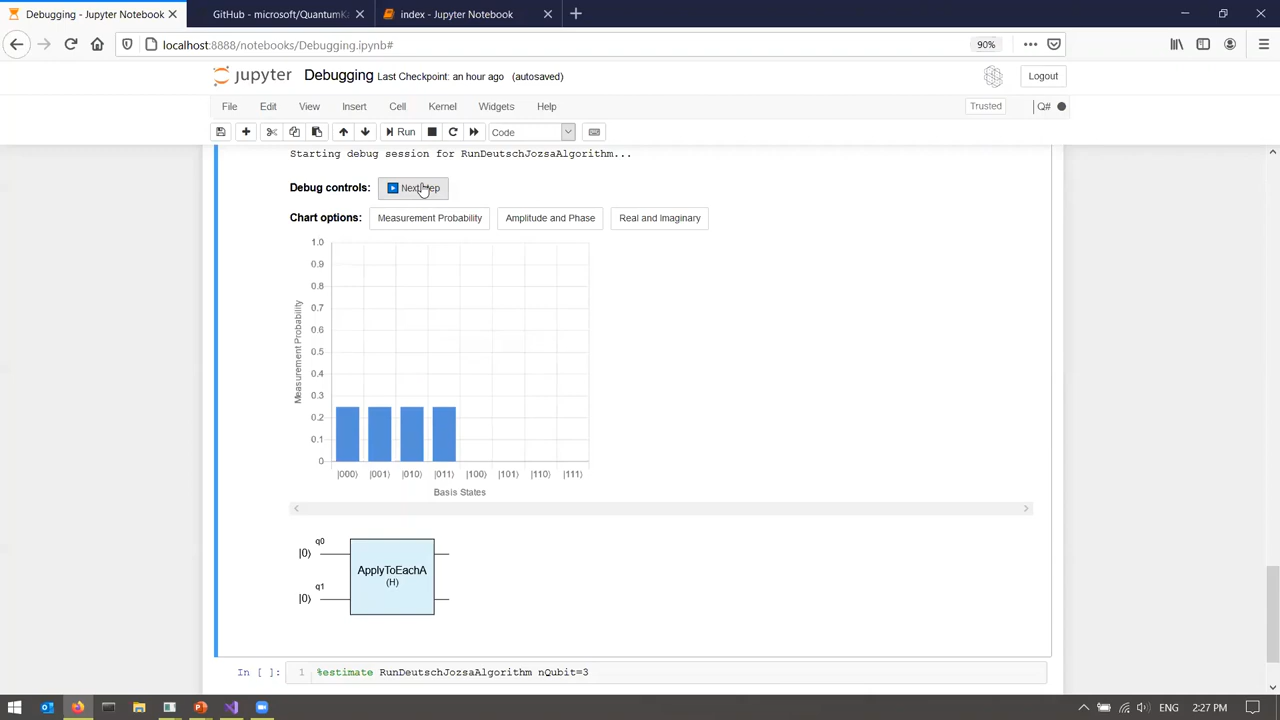 Debugging - Jupyter Notebook
GitHub - microsoft/QuantumKa
index - Jupyter Notebook
localhost:8888/notebooks/Debugging.ipynb#
90%
jupyter Debugging Last Checkpoint: an hour ago (autosaved)
Logout
File Edit View Insert Cell Kernel Widgets Help
Trusted
Q#
Run
Code
Starting debug session for RunDeutschJozsaAlgorithm...
Debug controls: Next step
Chart options: Measurement Probability Amplitude and Phase Real and Imaginary
1.0
0.9
0.8
0.7
0.6
0.5
0.4
0.3
0.2
0.1
0
Measurement Probability
|000⟩ |001⟩ |010⟩ |011⟩ |100⟩ |101⟩ |110⟩ |111⟩
Basis States
q0
|0⟩
ApplyToEachA
(H)
q1
|0⟩
In [ ]: 1 %estimate RunDeutschJozsaAlgorithm nQubit=3
ENG 2:27 PM